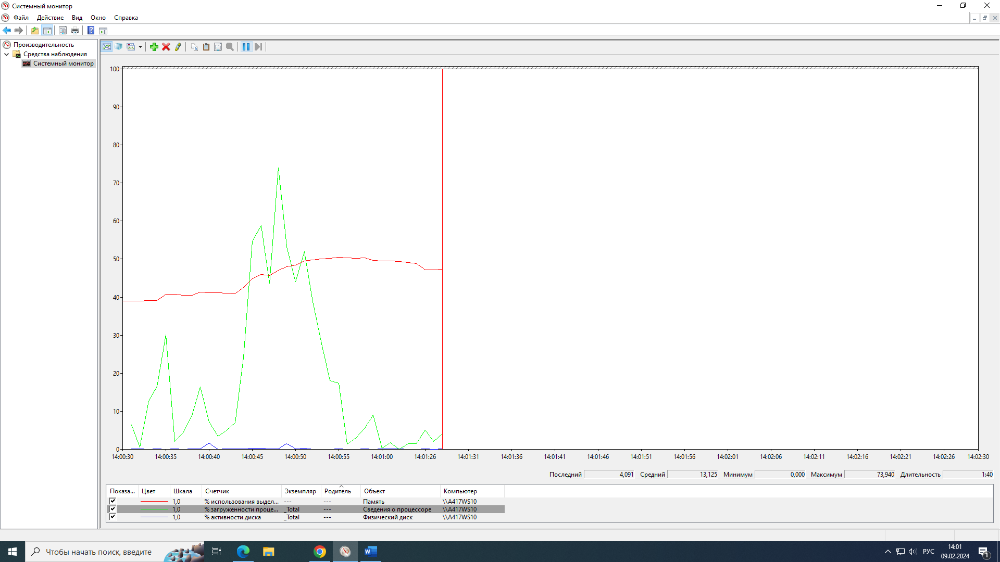 Системный монитор
Файл Действие Вид Окно Справка
Производительность
Средства наблюдения
Системный монитор
100
90
80
70
60
50
40
30
20
10
0
14:00:30 14:00:35 14:00:40 14:00:45 14:00:50 14:00:55 14:01:00 14:01:26 14:01:31 14:01:36 14:01:41 14:01:46 14:01:51 14:01:56 14:02:01 14:02:06 14:02:11 14:02:16 14:02:21 14:02:26 14:02:30
Последний 4,091 Средний 13,125 Минимум 0,000 Максимум 73,940 Длительность 1:40
Показа... Цвет Шкала Счетчик Экземпляр Родитель Объект Компьютер
1,0 % использования выдел... --- --- Память \\A417WS10
1,0 % загруженности проце... _Total --- Сведения о процессоре \\A417WS10
1,0 % активности диска _Total --- Физический диск \\A417WS10
Чтобы начать поиск, введите
РУС
14:01
09.02.2024
1